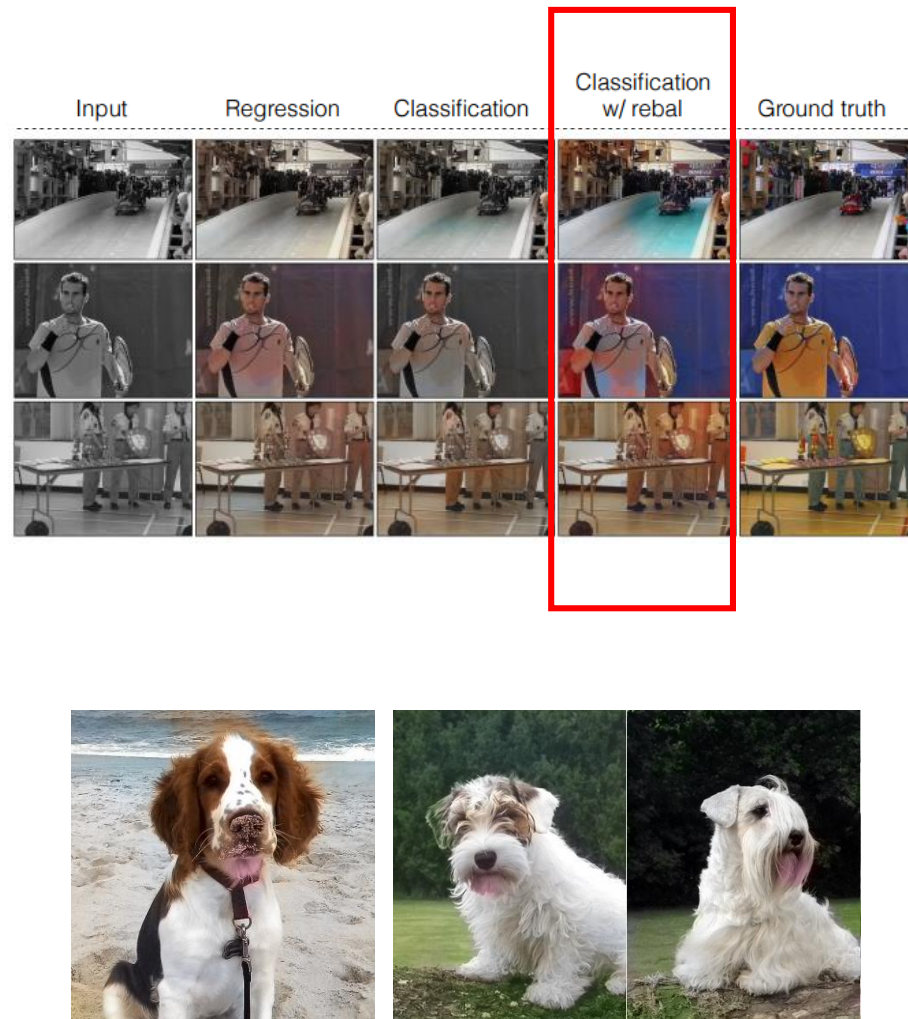 Input
Regression
Classification
Classification
w/ rebal
Ground truth